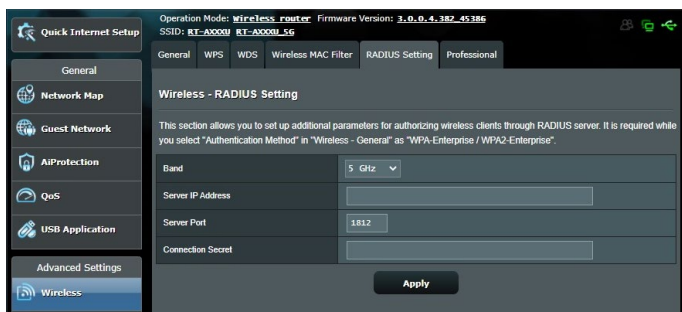 Quick Internet Setup
General
Network Map
Guest Network
AiProtection
QoS
USB Application
Advanced Settings
Wireless
Operation Mode: Wireless router Firmware Version: 3.0.0.4.382_45386
SSID: RT-AXXXU RT-AXXXU_5G
General WPS WDS Wireless MAC Filter RADIUS Setting Professional
Wireless - RADIUS Setting
This section allows you to set up additional parameters for authorizing wireless clients through RADIUS server. It is required while
you select "Authentication Method" in "Wireless - General" as "WPA-Enterprise / WPA2-Enterprise".
Band 5 GHz
Server IP Address
Server Port 1812
Connection Secret
Apply